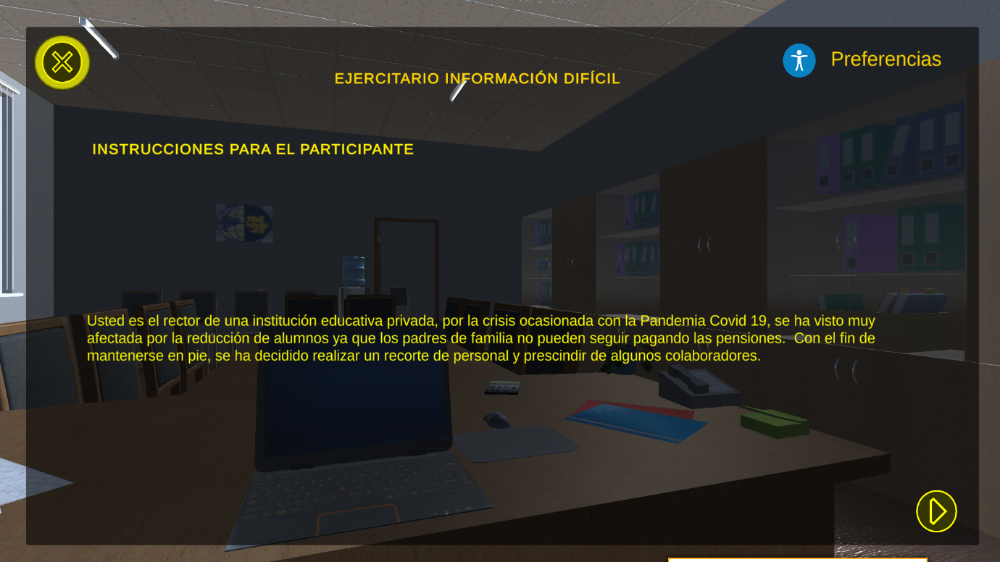 Preferencias
EJERCITARIO INFORMACIÓN DIFÍCIL
INSTRUCCIONES PARA EL PARTICIPANTE
Usted es el rector de una institución educativa privada, por la crisis ocasionada con la Pandemia Covid 19, se ha visto muy
afectada por la reducción de alumnos ya que los padres de familia no pueden seguir pagando las pensiones.  Con el fin de
mantenerse en pie, se ha decidido realizar un recorte de personal y prescindir de algunos colaboradores.